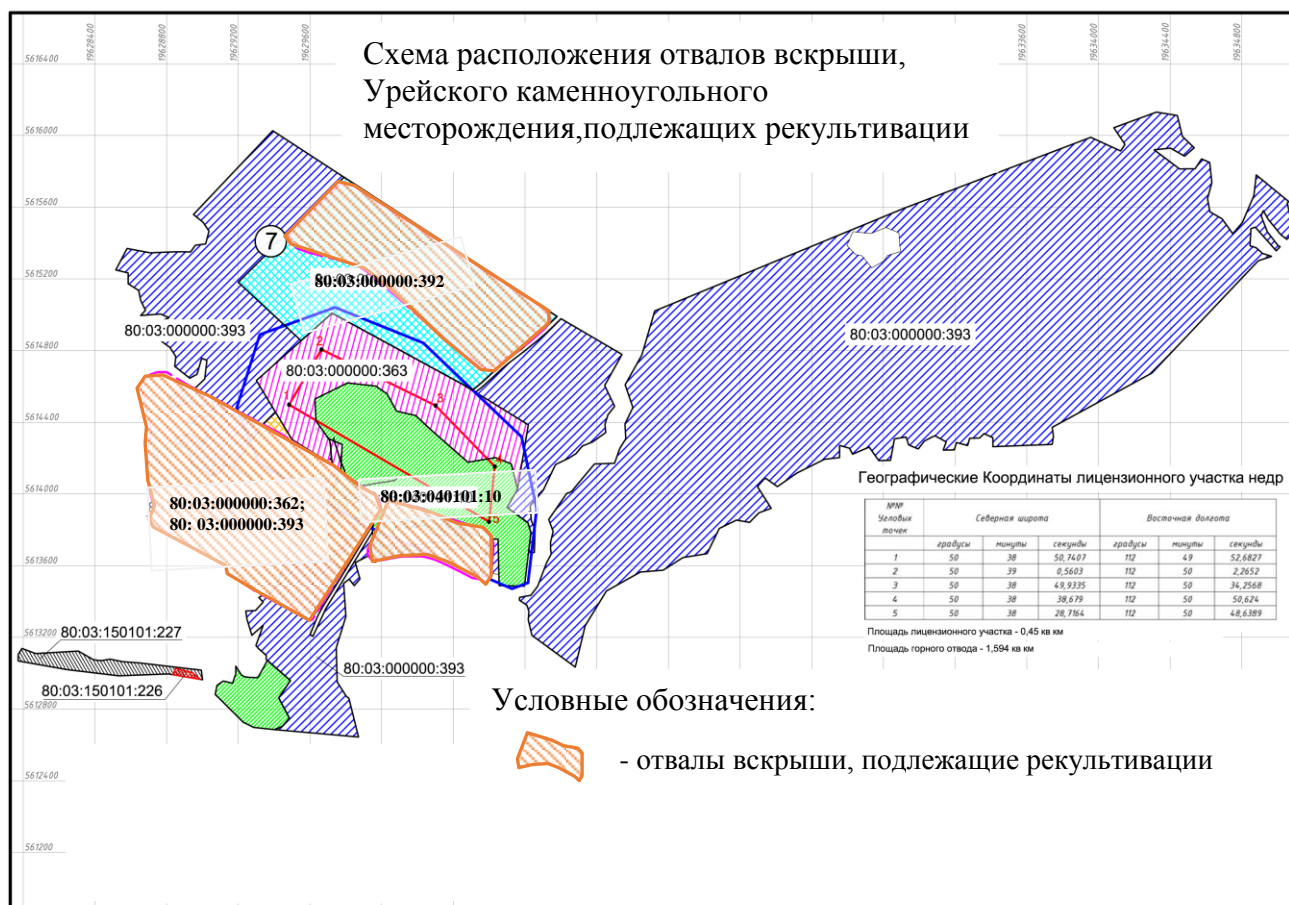 19628400
19628800
19629200
19629600
19633600
19634000
19634400
19634800
5616400
5616000
5615600
5615200
5614800
5614400
5614000
5613600
5613200
5612800
5612400
561200
Схема расположения отвалов вскрыши,
Урейского каменноугольного
месторождения,подлежащих рекультивации
7
80:03:000000:392
80:03:000000:393
80:03:000000:393
2
80:03:000000:363
1
3
4
80:03:000000:362;
80: 03:000000:393
80:03:040101:10
5
80:03:150101:227
80:03:150101:226
80:03:000000:393
Географические Координаты лицензионного участка недр
№№ Угловых точек Северная широта Восточная долгота
градусы минуты секунды градусы минуты секунды
1 50 38 50,7407 112 49 52,6827
2 50 39 0,5603 112 50 2,2652
3 50 38 49,9335 112 50 34,2568
4 50 38 38,679 112 50 50,624
5 50 38 28,7164 112 50 48,6389
Площадь лицензионного участка - 0,45 кв км
Площадь горного отвода - 1,594 кв км
Условные обозначения:
- отвалы вскрыши, подлежащие рекультивации